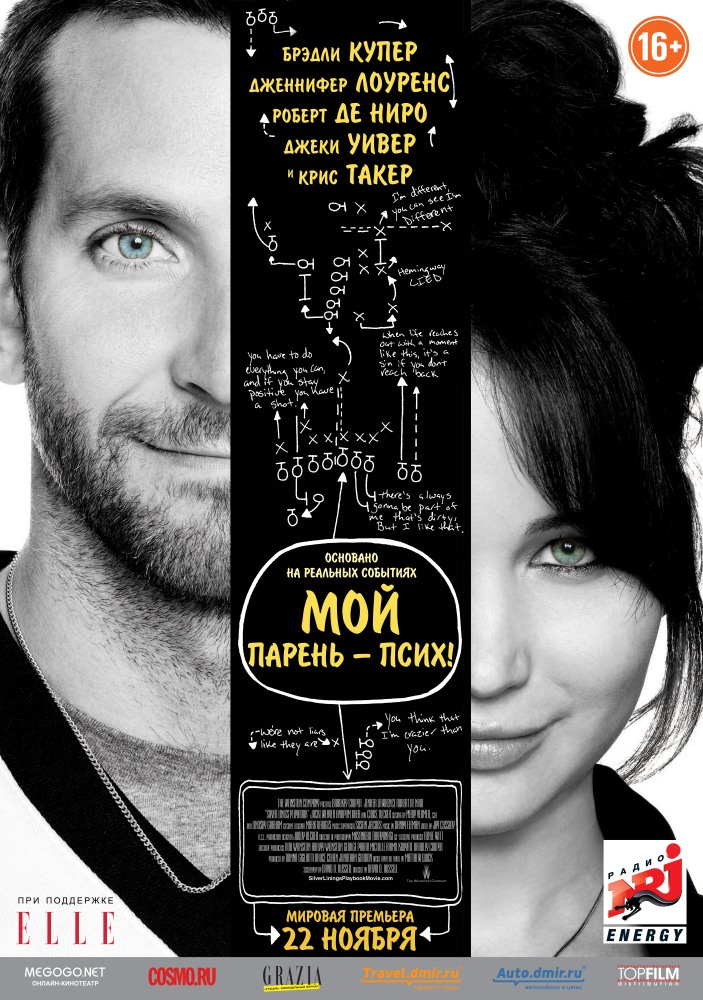 16+
БРЭДЛИ КУПЕР
ДЖЕННИФЕР ЛОУРЕНС
РОБЕРТ ДЕ НИРО
ДЖЕКИ УИВЕР
И КРИС ТАКЕР
I'm different,
you can see I'm
Different
Hemingway
LIED
when life reaches
out with a moment
like this, it's a
sin if you don't
reach back
you have to do
everything you can,
and if you stay
positive you have
a shot.
there's always
gonna be part of
me that's dirty,
But I like that.
ОСНОВАНО
НА РЕАЛЬНЫХ СОБЫТИЯХ
МОЙ
ПАРЕНЬ – ПСИХ!
we're not liars
like they are
You think that
I'm crazier than
you.
SilverLiningsPlaybookMovie.com
МИРОВАЯ ПРЕМЬЕРА
22 НОЯБРЯ
ПРИ ПОДДЕРЖКЕ
ELLE
РАДИО
NRJ
ENERGY
MEGOGO.NET
ОНЛАЙН-КИНОТЕАТР
COSMO.RU
GRAZIA
Travel.dmir.ru
Auto.dmir.ru
автомобили и цены
TOPFILM
distribution